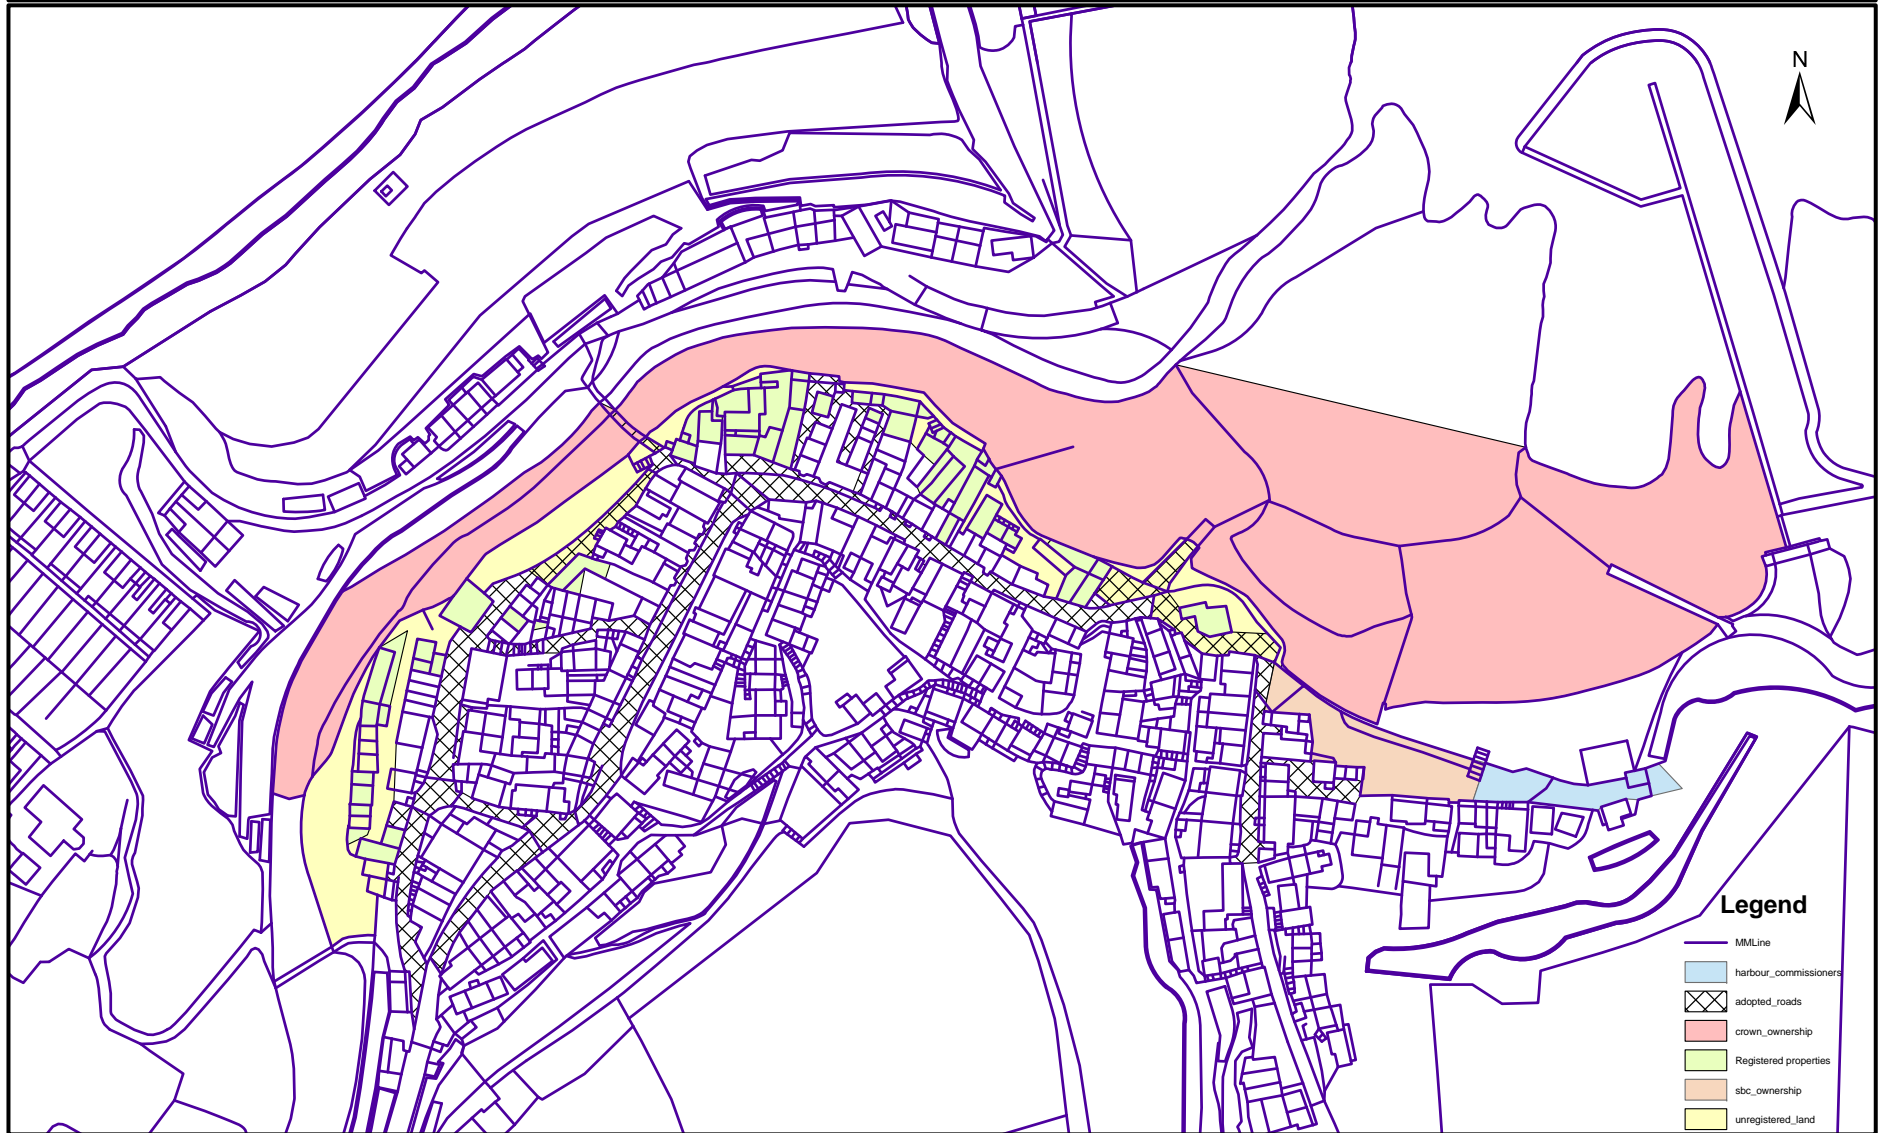 N
Legend
MMLine
harbour_commissioners
adopted_roads
crown_ownership
Registered properties
sbc_ownership
unregistered_land